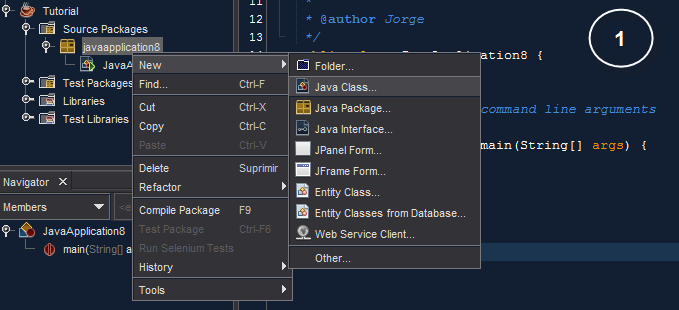 Tutorial
Source Packages
javaapplication8
JavaA
Test Packages
Libraries
Test Libraries
New
Find... Ctrl-F
Cut Ctrl-X
Copy Ctrl-C
Paste Ctrl-V
Delete Suprimir
Refactor
Compile Package F9
Test Package Ctrl-F6
Run Selenium Tests
History
Tools
Folder...
Java Class...
Java Package...
Java Interface...
JPanel Form...
JFrame Form...
Entity Class...
Entity Classes from Database...
Web Service Client...
Other...
11 *
12 * @author Jorge
13 */
cation8 {
command line arguments
main(String[] args) {
1
Navigator
Members
<e
JavaApplication8
main(String[] a